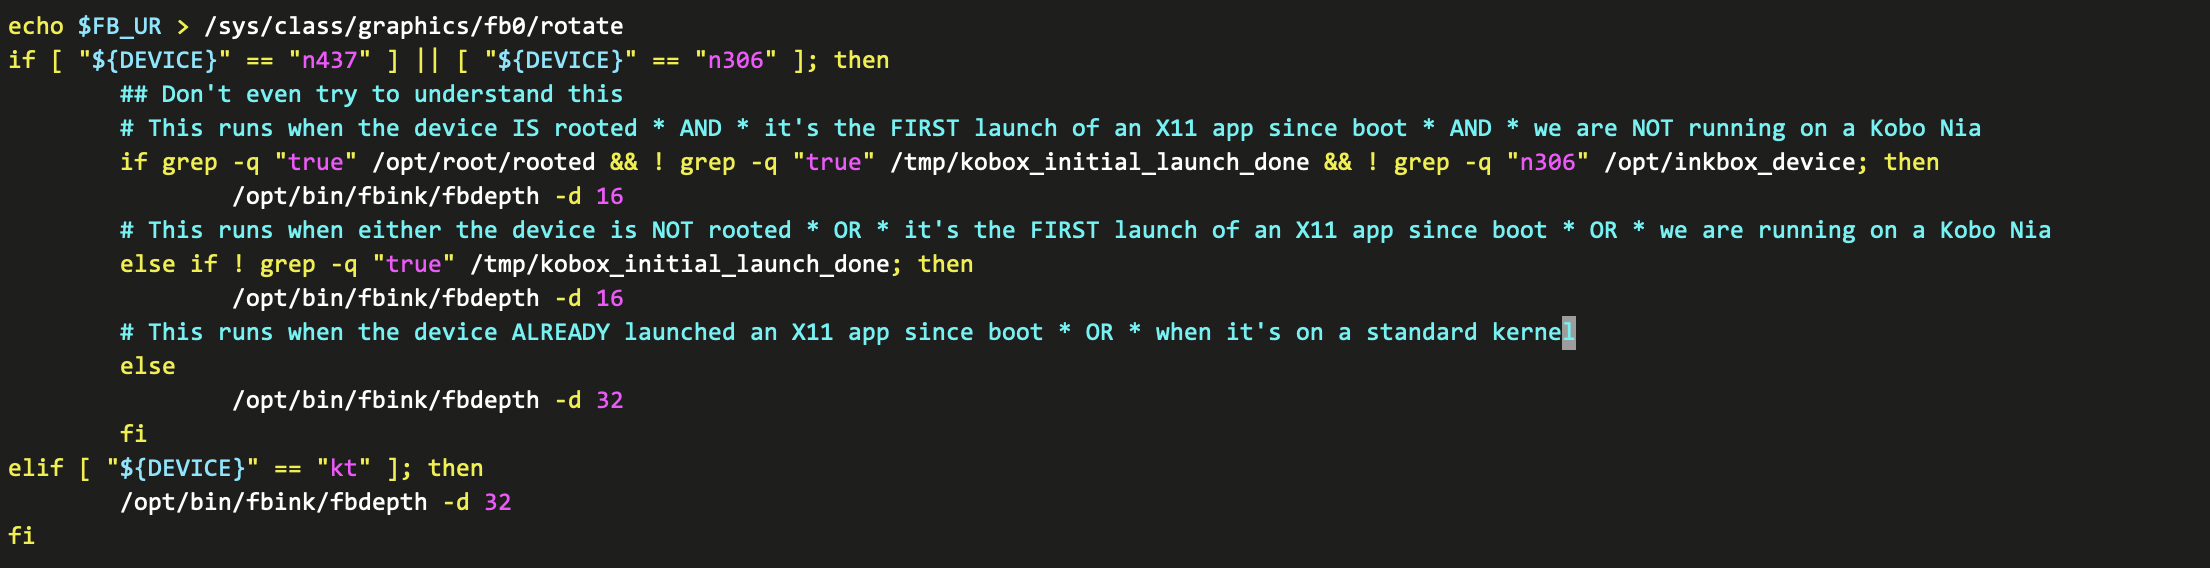 echo $FB_UR > /sys/class/graphics/fb0/rotate
if [ "${DEVICE}" == "n437" ] || [ "${DEVICE}" == "n306" ]; then
        ## Don't even try to understand this
        # This runs when the device IS rooted * AND * it's the FIRST launch of an X11 app since boot * AND * we are NOT running on a Kobo Nia
        if grep -q "true" /opt/root/rooted && ! grep -q "true" /tmp/kobox_initial_launch_done && ! grep -q "n306" /opt/inkbox_device; then
                /opt/bin/fbink/fbdepth -d 16
        # This runs when either the device is NOT rooted * OR * it's the FIRST launch of an X11 app since boot * OR * we are running on a Kobo Nia
        else if ! grep -q "true" /tmp/kobox_initial_launch_done; then
                /opt/bin/fbink/fbdepth -d 16
        # This runs when the device ALREADY launched an X11 app since boot * OR * when it's on a standard kernel
        else
                /opt/bin/fbink/fbdepth -d 32
        fi
elif [ "${DEVICE}" == "kt" ]; then
        /opt/bin/fbink/fbdepth -d 32
fi